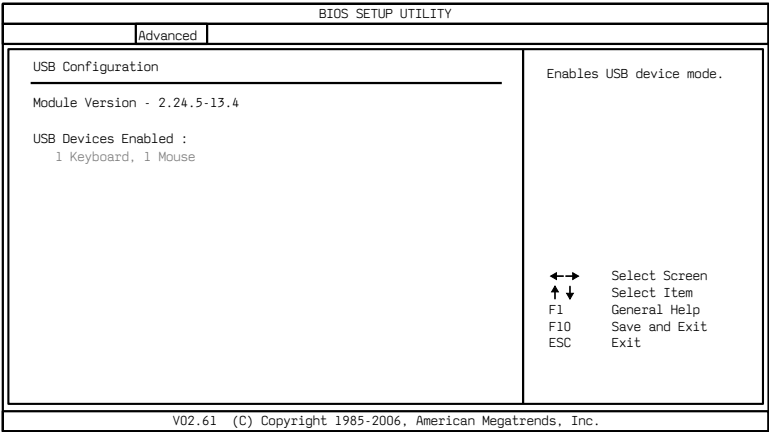 BIOS SETUP UTILITY
Advanced
USB Configuration
Module Version - 2.24.5-13.4
USB Devices Enabled :
1 Keyboard, 1 Mouse
Enables USB device mode.
←→ Select Screen
↑↓ Select Item
F1 General Help
F10 Save and Exit
ESC Exit
V02.61 (C) Copyright 1985-2006, American Megatrends, Inc.